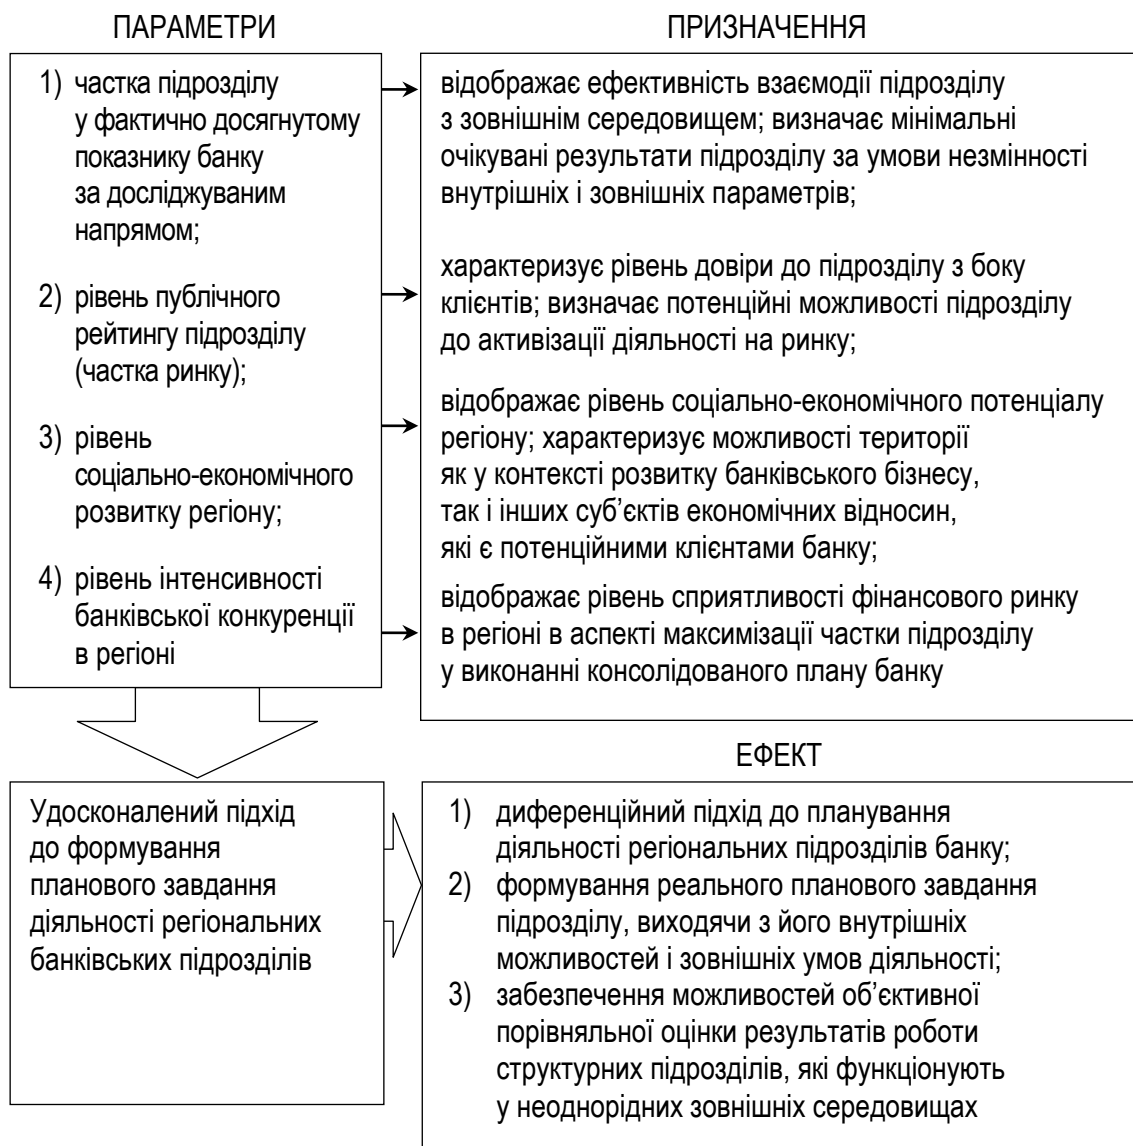 ПАРАМЕТРИ
1) частка підрозділу
у фактично досягнутому
показнику банку
за досліджуваним
напрямом;
2) рівень публічного
рейтингу підрозділу
(частка ринку);
3) рівень
соціально-економічного
розвитку регіону;
4) рівень інтенсивності
банківської конкуренції
в регіоні
ПРИЗНАЧЕННЯ
відображає ефективність взаємодії підрозділу
з зовнішнім середовищем; визначає мінімальні
очікувані результати підрозділу за умови незмінності
внутрішніх і зовнішніх параметрів;
характеризує рівень довіри до підрозділу з боку
клієнтів; визначає потенційні можливості підрозділу
до активізації діяльності на ринку;
відображає рівень соціально-економічного потенціалу
регіону; характеризує можливості території
як у контексті розвитку банківського бізнесу,
так і інших суб’єктів економічних відносин,
які є потенційними клієнтами банку;
відображає рівень сприятливості фінансового ринку
в регіоні в аспекті максимізації частки підрозділу
у виконанні консолідованого плану банку
Удосконалений підхід
до формування
планового завдання
діяльності регіональних
банківських підрозділів
ЕФЕКТ
1) диференційний підхід до планування
діяльності регіональних підрозділів банку;
2) формування реального планового завдання
підрозділу, виходячи з його внутрішніх
можливостей і зовнішніх умов діяльності;
3) забезпечення можливостей об’єктивної
порівняльної оцінки результатів роботи
структурних підрозділів, які функціонують
у неоднорідних зовнішніх середовищах